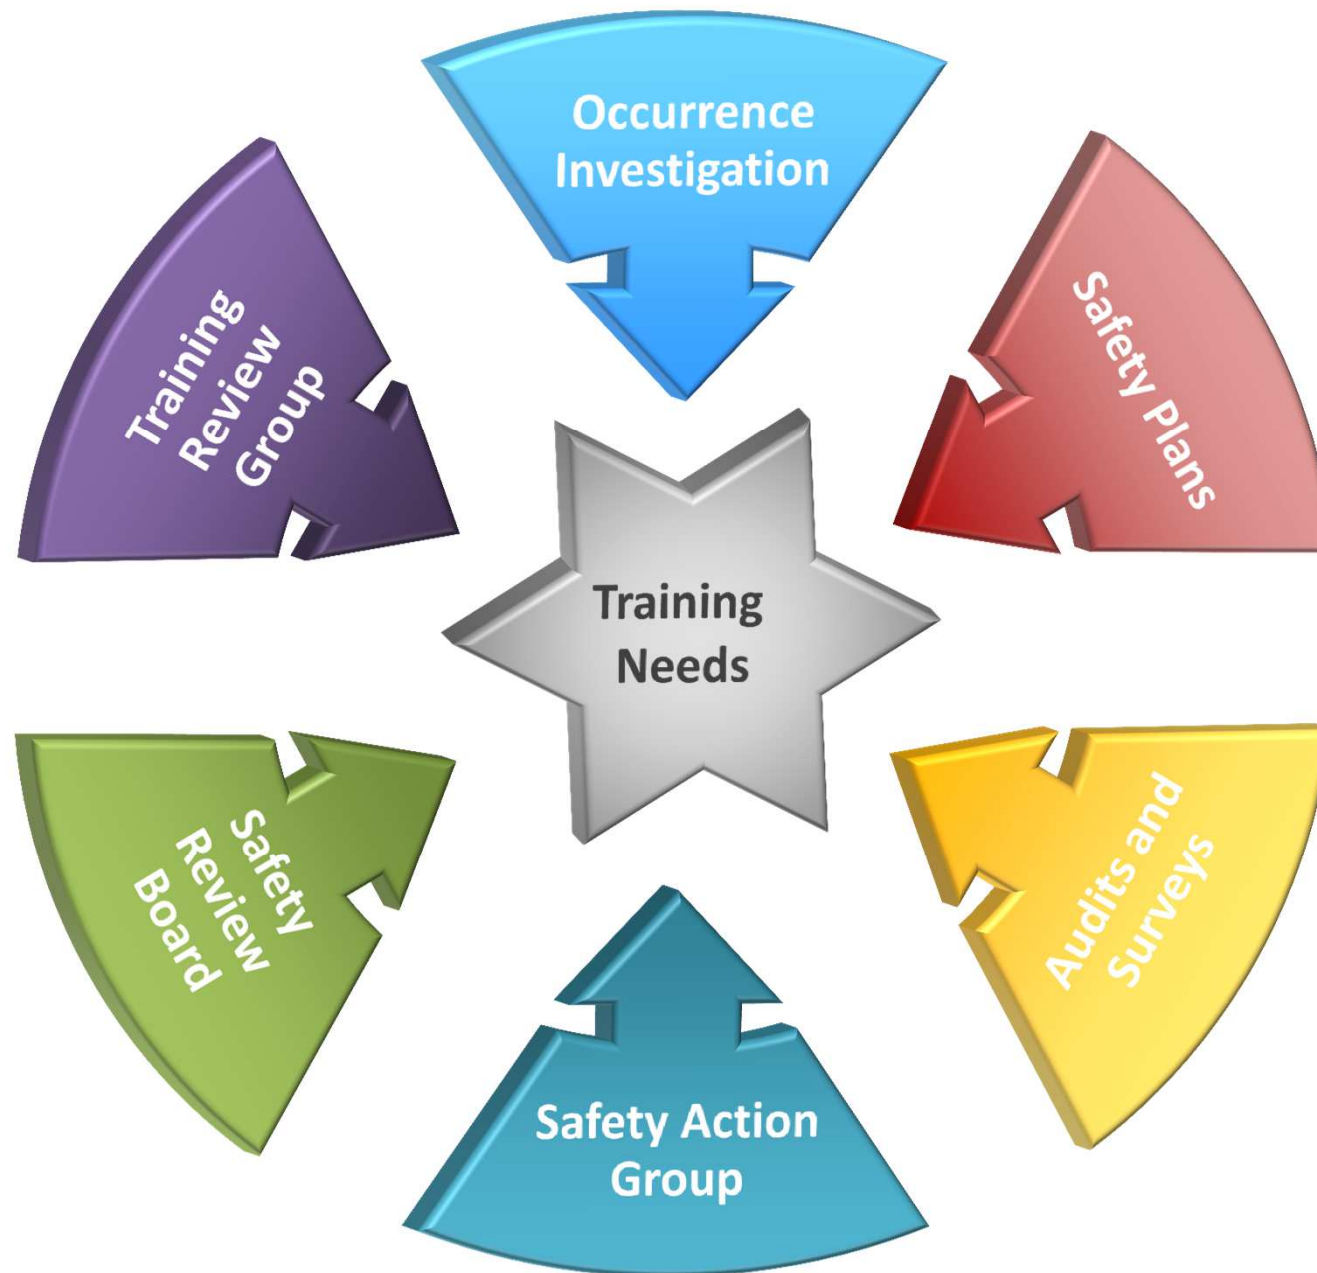 Occurrence
Investigation
Safety Plans
Audits and
Surveys
Safety Action
Group
Safety
Review
Board
Training
Review
Group
Training
Needs